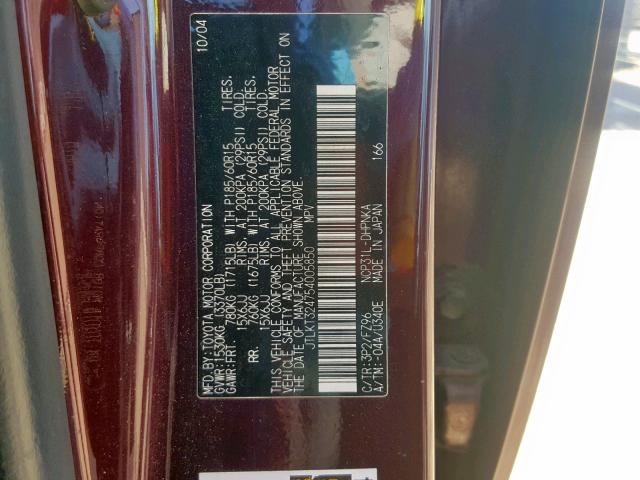 MFD.BY:TOYOTA MOTOR CORPORATION 10/04
GVWR:1530KG (3370LB)
GAWR:FRT. 780KG (1715LB) WITH P185/60R15 TIRES.
15X6JJ RIMS, AT 200KPA (29PSI) COLD.
RR. 760KG (1675LB) WITH P185/60R15 TIRES.
15X6JJ RIMS, AT 200KPA (29PSI) COLD.
THIS VEHICLE CONFORMS TO ALL APPLICABLE FEDERAL MOTOR
VEHICLE SAFETY AND THEFT PREVENTION STANDARDS IN EFFECT ON
THE DATE OF MANUFACTURE SHOWN ABOVE.
JTLKT324754005850 MPV
C/TR:3P2/FZ96 NCP31L-DHPNKA
A/TM:-04A/U340E MADE IN JAPAN
166